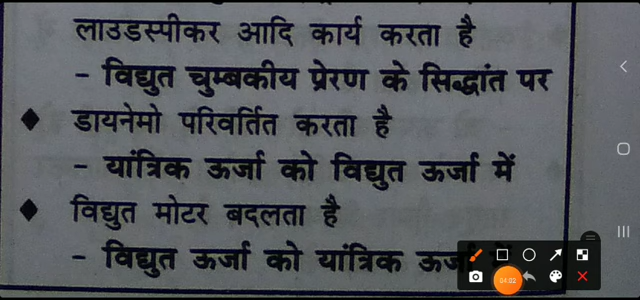 लाउडस्पीकर आदि कार्य करता है
- विद्युत चुम्बकीय प्रेरण के सिद्धांत पर
◆ डायनेमो परिवर्तित करता है
- यांत्रिक ऊर्जा को विद्युत ऊर्जा में
◆ विद्युत मोटर बदलता है
- विद्युत ऊर्जा को यांत्रिक